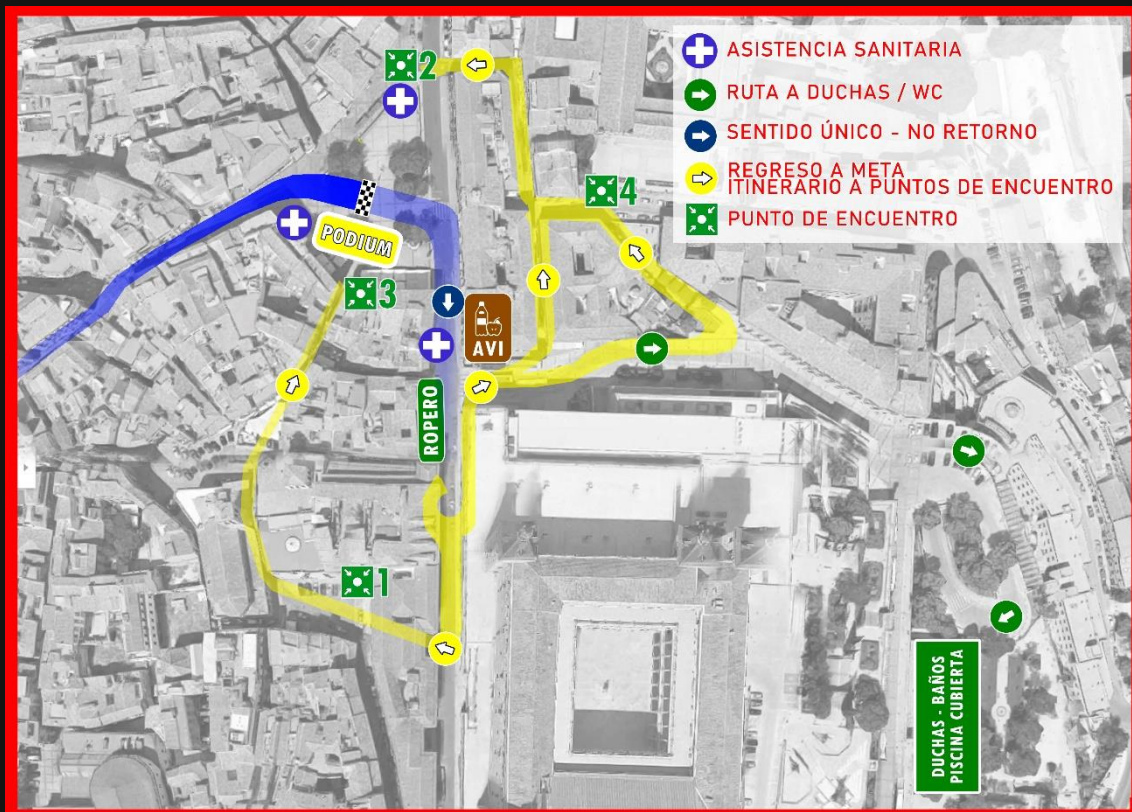 ASISTENCIA SANITARIA
RUTA A DUCHAS / WC
SENTIDO ÚNICO - NO RETORNO
REGRESO A META
ITINERARIO A PUNTOS DE ENCUENTRO
PUNTO DE ENCUENTRO
2
4
PODIUM
3
AVI
ROPERO
1
DUCHAS - BAÑOS
PISCINA CUBIERTA